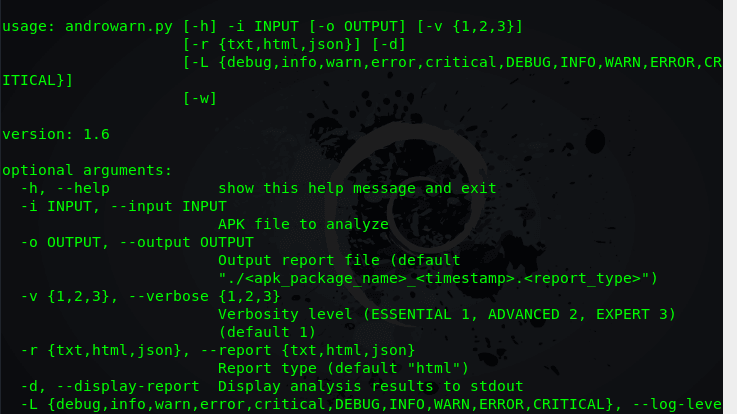 usage: androwarn.py [-h] -i INPUT [-o OUTPUT] [-v {1,2,3}]
[-r {txt,html,json}] [-d]
[-L {debug,info,warn,error,critical,DEBUG,INFO,WARN,ERROR,CR
ITICAL}]
[-w]
version: 1.6
optional arguments:
-h, --help show this help message and exit
-i INPUT, --input INPUT
APK file to analyze
-o OUTPUT, --output OUTPUT
Output report file (default
"./<apk_package_name>_<timestamp>.<report_type>")
-v {1,2,3}, --verbose {1,2,3}
Verbosity level (ESSENTIAL 1, ADVANCED 2, EXPERT 3)
(default 1)
-r {txt,html,json}, --report {txt,html,json}
Report type (default "html")
-d, --display-report Display analysis results to stdout
-L {debug,info,warn,error,critical,DEBUG,INFO,WARN,ERROR,CRITICAL}, --log-leve